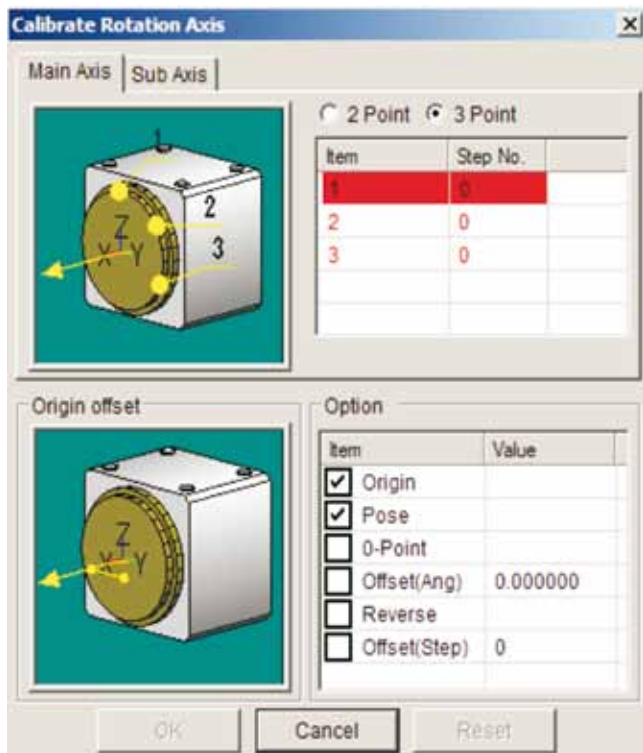 Calibrate Rotation Axis
Main Axis Sub Axis
2 Point 3 Point
1
2
3
Z
X Y
Item Step No.
1 0
2 0
3 0
Origin offset
Z
X Y
Option
Item Value
Origin
Pose
0-Point
Offset(Ang) 0.000000
Reverse
Offset(Step) 0
OK Cancel Reset